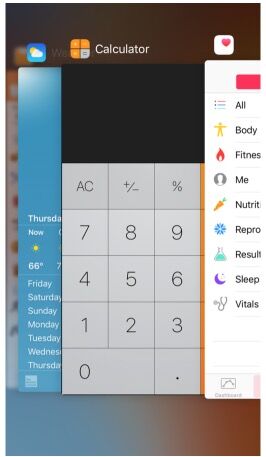 Calculator
Thursda
Now
66°
Friday
Saturday
Sunday
Monday
Tuesday
Wednes
Thursda
AC +/− %
7 8 9
4 5 6
1 2 3
0 .
All
Body
Fitnes
Me
Nutriti
Repro
Result
Sleep
Vitals
Dashboard